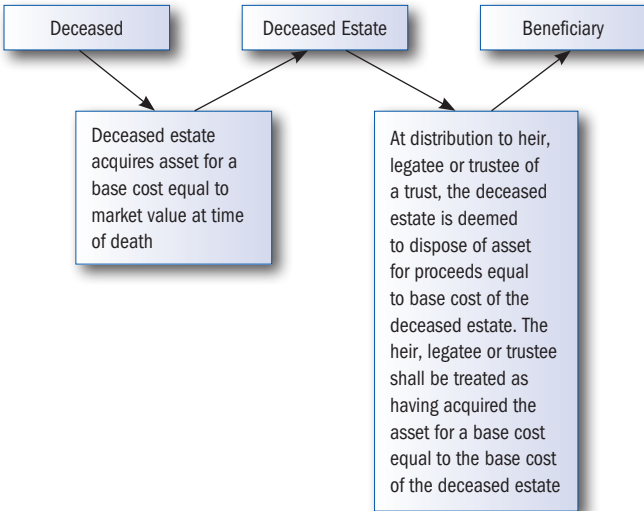 Deceased
Deceased Estate
Beneficiary
Deceased estate
acquires asset for a
base cost equal to
market value at time
of death
At distribution to heir,
legatee or trustee of
a trust, the deceased
estate is deemed
to dispose of asset
for proceeds equal
to base cost of the
deceased estate. The
heir, legatee or trustee
shall be treated as
having acquired the
asset for a base cost
equal to the base cost
of the deceased estate